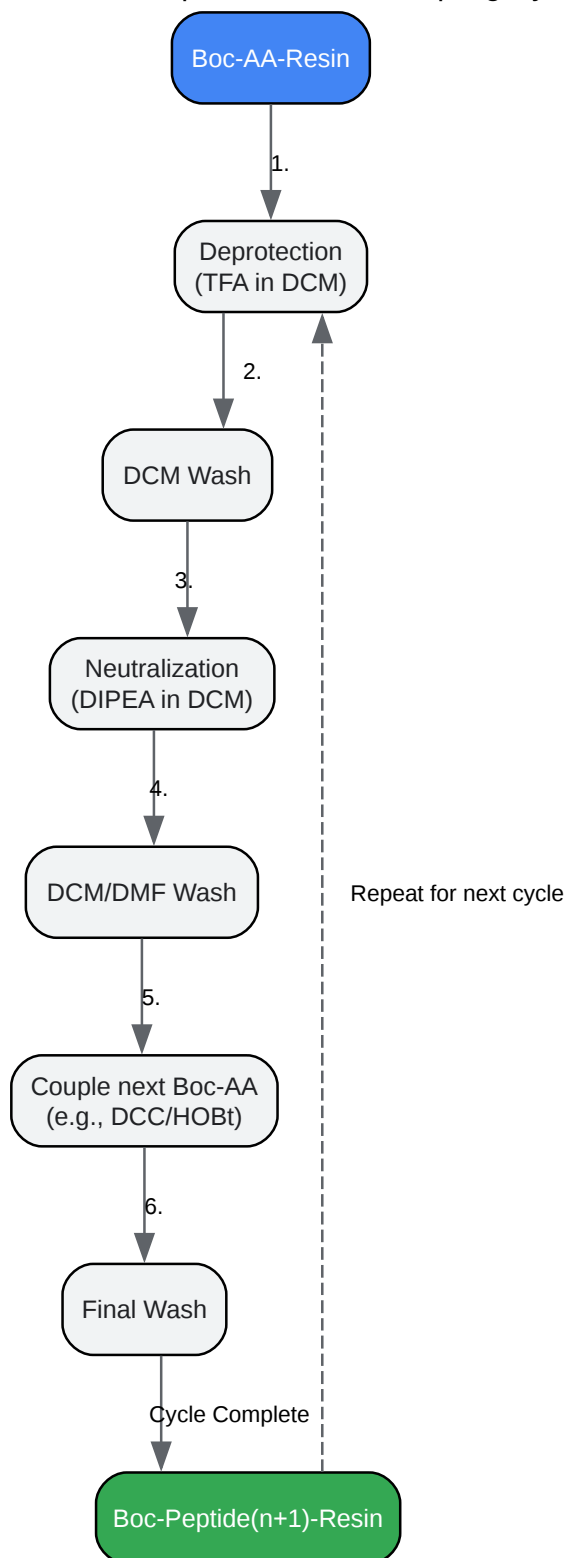 Boc-AA-Resin
1.
Deprotection
(TFA in DCM)
2.
DCM Wash
3.
Neutralization
(DIPEA in DCM)
4.
DCM/DMF Wash
Repeat for next cycle
5.
Couple next Boc-AA
(e.g., DCC/HOBt)
6.
Final Wash
Cycle Complete
Boc-Peptide(n+1)-Resin